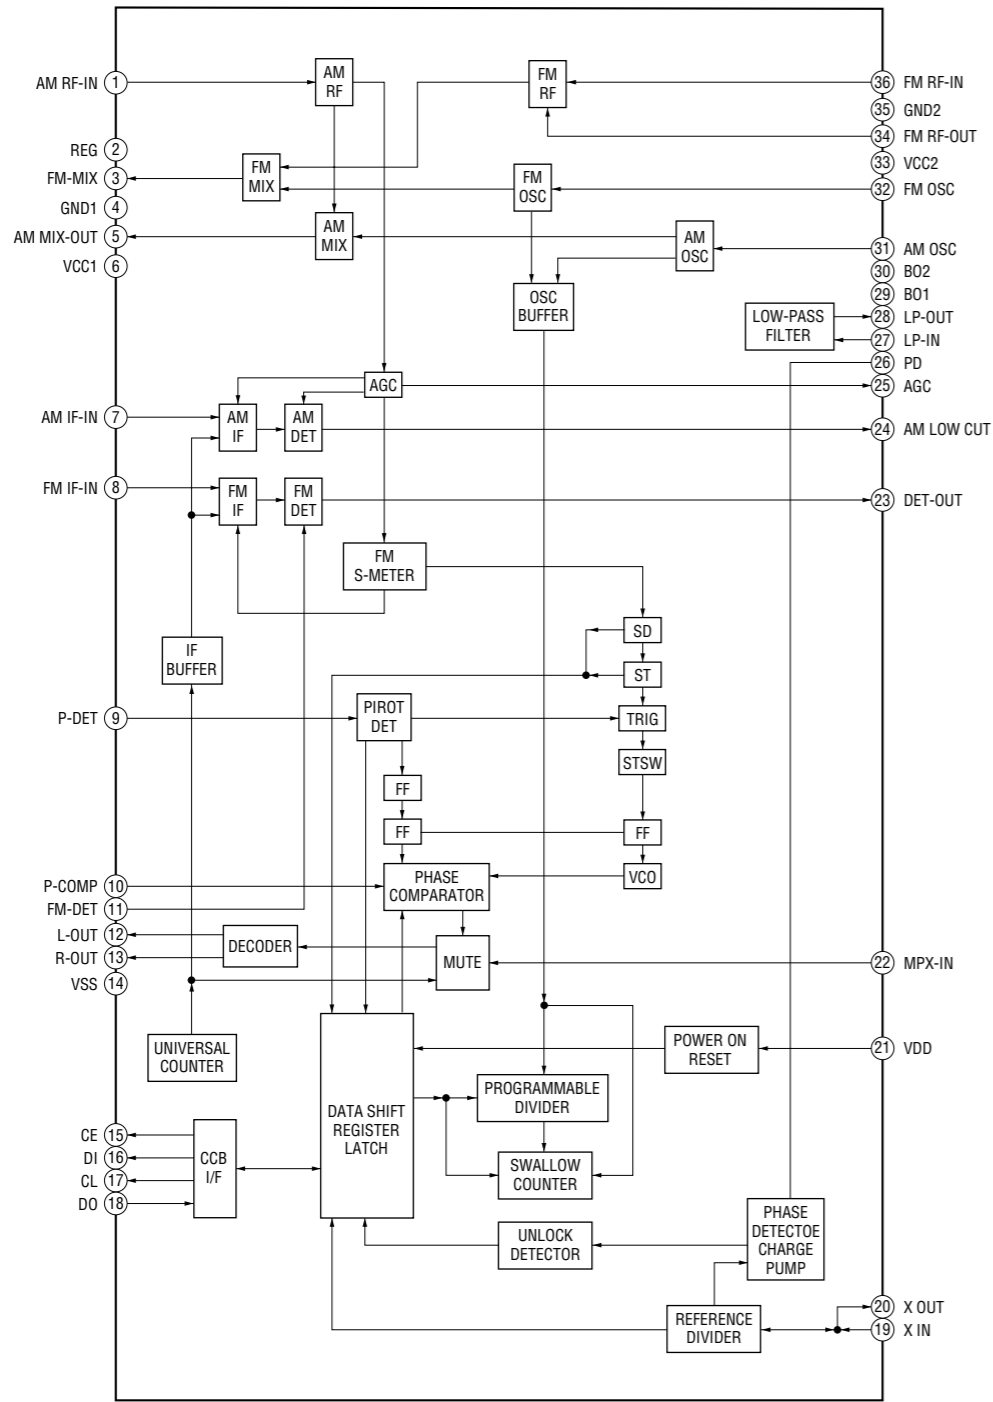 AM RF-IN 1
REG 2
FM-MIX 3
GND1 4
AM MIX-OUT 5
VCC1 6
AM IF-IN 7
FM IF-IN 8
P-DET 9
P-COMP 10
FM-DET 11
L-OUT 12
R-OUT 13
VSS 14
CE 15
DI 16
CL 17
DO 18
AM
RF
FM
RF
FM
MIX
FM
OSC
AM
MIX
AM
OSC
OSC
BUFFER
LOW-PASS
FILTER
AGC
AM
IF
AM
DET
FM
IF
FM
DET
FM
S-METER
SD
IF
BUFFER
ST
PIROT
DET
TRIG
STSW
FF
FF
FF
PHASE
COMPARATOR
VCO
DECODER
MUTE
UNIVERSAL
COUNTER
POWER ON
RESET
DATA SHIFT
REGISTER
LATCH
PROGRAMMABLE
DIVIDER
CCB
I/F
SWALLOW
COUNTER
UNLOCK
DETECTOR
PHASE
DETECTOE
CHARGE
PUMP
REFERENCE
DIVIDER
36 FM RF-IN
35 GND2
34 FM RF-OUT
33 VCC2
32 FM OSC
31 AM OSC
30 BO2
29 BO1
28 LP-OUT
27 LP-IN
26 PD
25 AGC
24 AM LOW CUT
23 DET-OUT
22 MPX-IN
21 VDD
20 X OUT
19 X IN